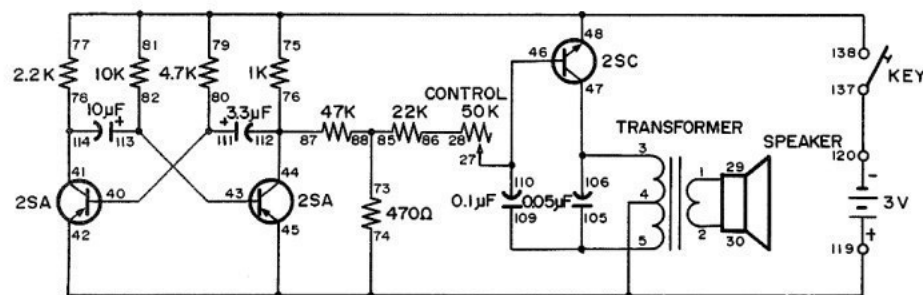 77 81 79 75 48
2.2K 10K 4.7K 1K 46 2SC 138 KEY
78 82 80 76 47 137
10μF + + 3.3μF 47K 22K CONTROL 50K TRANSFORMER SPEAKER
114 113 111 112 87 88 85 86 28 27 3 120
41 40 43 44 110 106 4 1 29 -
2SA 2SA 73 470Ω 74 0.1μF 0.05μF 3V
42 45 109 105 5 2 30 + 119